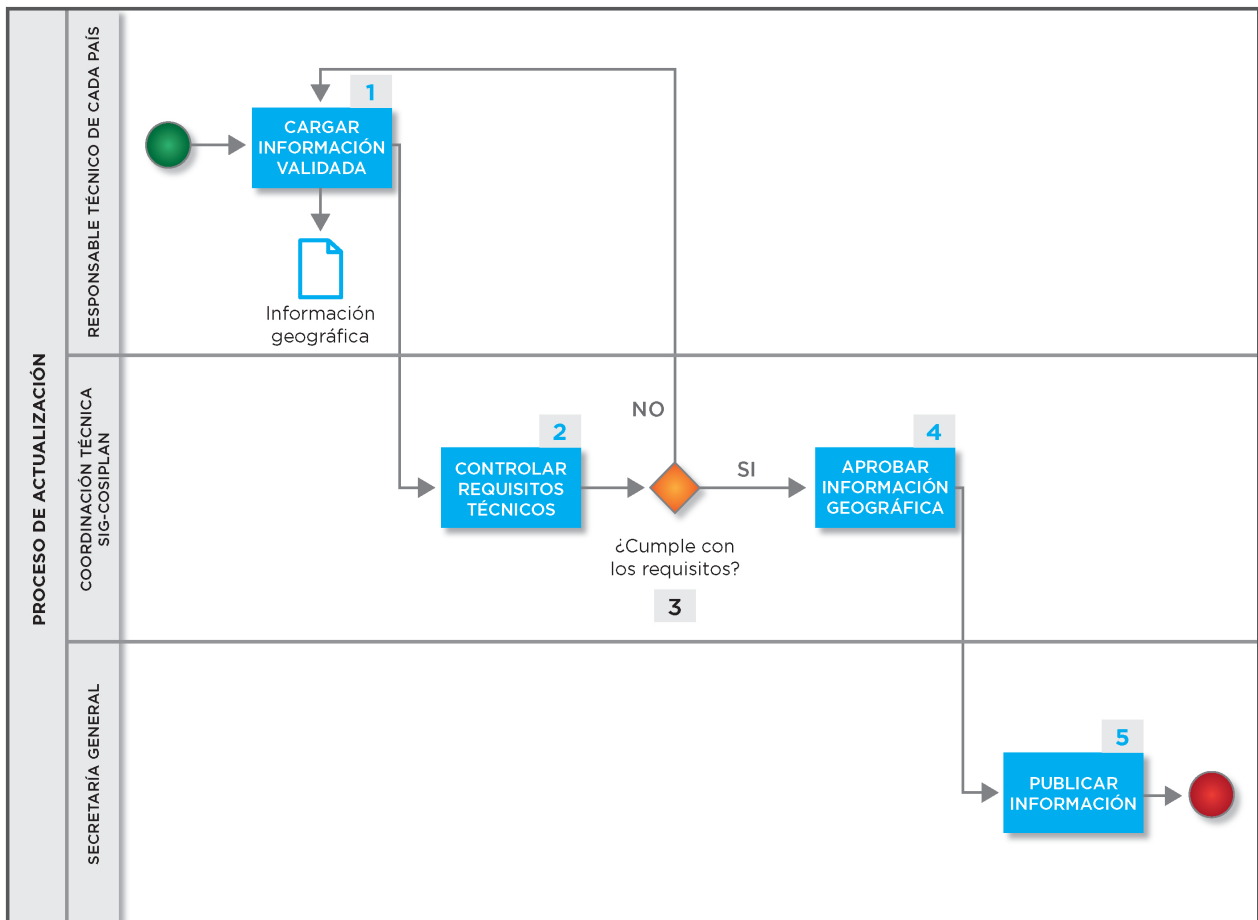 PROCESO DE ACTUALIZACIÓN
RESPONSABLE TÉCNICO DE CADA PAÍS
1
CARGAR
INFORMACIÓN
VALIDADA
Información
geográfica
COORDINACIÓN TÉCNICA
SIG-COSIPLAN
2
CONTROLAR
REQUISITOS
TÉCNICOS
NO
SI
¿Cumple con
los requisitos?
3
4
APROBAR
INFORMACIÓN
GEOGRÁFICA
SECRETARÍA GENERAL
5
PUBLICAR
INFORMACIÓN